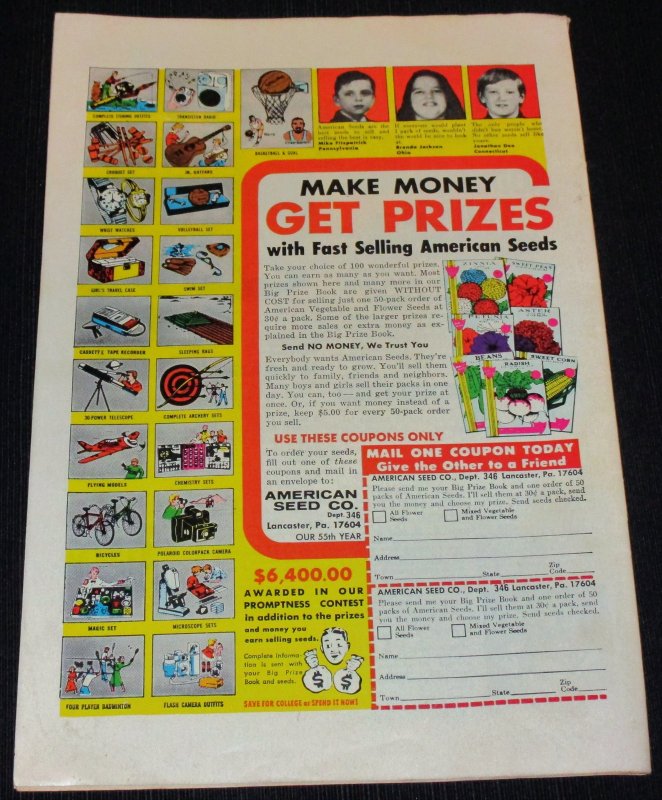 COMPLETE FISHING OUTFITS
TRANSISTOR RADIO
CROQUET SET
JR. GUITARS
WRIST WATCHES
VOLLEYBALL SET
GIRL'S TRAVEL CASE
SWIM SET
CASSETTE TAPE RECORDER
SLEEPING BAGS
30-POWER TELESCOPE
COMPLETE ARCHERY SETS
FLYING MODELS
CHEMISTRY SETS
BICYCLES
POLAROID COLORPACK CAMERA
MAGIC SET
MICROSCOPE SETS
FOUR PLAYER BADMINTON
FLASH CAMERA OUTFITS
BASKETBALL & GOAL
American Seeds are the
best seeds to sell and
selling the best is easy.
Mike Fitzpatrick
Pennsylvania
If everyone would plant
1 pack of seeds, wouldn't
the world be nice to look
at
Brenda Jackson
Ohio
The only people who
didn't buy weren't home.
No other seeds sell like
yours.
Connecticut
MAKE MONEY
GET PRIZES
with Fast Selling American Seeds
Take your choice of 100 wonderful prizes.
You can earn as many as you want. Most
prizes shown here and many more in our
Big Prize Book are given WITHOUT
COST for selling just one 50-pack order of
American Vegetable and Flower Seeds at
30¢ a pack. Some of the larger prizes re-
quire more sales or extra money as ex-
plained in the Big Prize Book.
Send NO MONEY, We Trust You
Everybody wants American Seeds. They're
fresh and ready to grow. You'll sell them
quickly to family, friends and neighbors.
Many boys and girls sell their packs in one
day. You can, too—and get your prize at
once. Or, if you want money instead of a
prize, keep $5.00 for every 50-pack order
you sell.
ZINNIA
SWEET PEAS
PETUNIA
ASTER
BEANS
RADISH
SWEET CORN
USE THESE COUPONS ONLY
To order your seeds,
fill out one of these
coupons and mail in
an envelope to:
AMERICAN
SEED CO.
Dept. 346
Lancaster, Pa. 17604
OUR 55th YEAR
$6,400.00
AWARDED IN OUR
PROMPTNESS CONTEST
in addition to the prizes
and money you
earn selling seeds.
Complete informa-
tion is sent with
your Big Prize
Book and seeds.
$ $
SAVE FOR COLLEGE or SPEND IT NOW!
MAIL ONE COUPON TODAY
Give the Other to a Friend
AMERICAN SEED CO., Dept. 346 Lancaster, Pa. 17604
Please send me your Big Prize Book and one order of 50
packs of American Seeds. I'll sell them at 30¢ a pack, send
you the money and choose my prize. Send seeds checked.
All Flower Seeds
Mixed Vegetable and Flower Seeds
Name
Address
Town State Zip Code
AMERICAN SEED CO., Dept. 346 Lancaster, Pa. 17604
Please send me your Big Prize Book and one order of 50
packs of American Seeds. I'll sell them at 30¢ a pack, send
you the money and choose my prize. Send seeds checked.
All Flower Seeds
Mixed Vegetable and Flower Seeds
Name
Address
Town State Zip Code